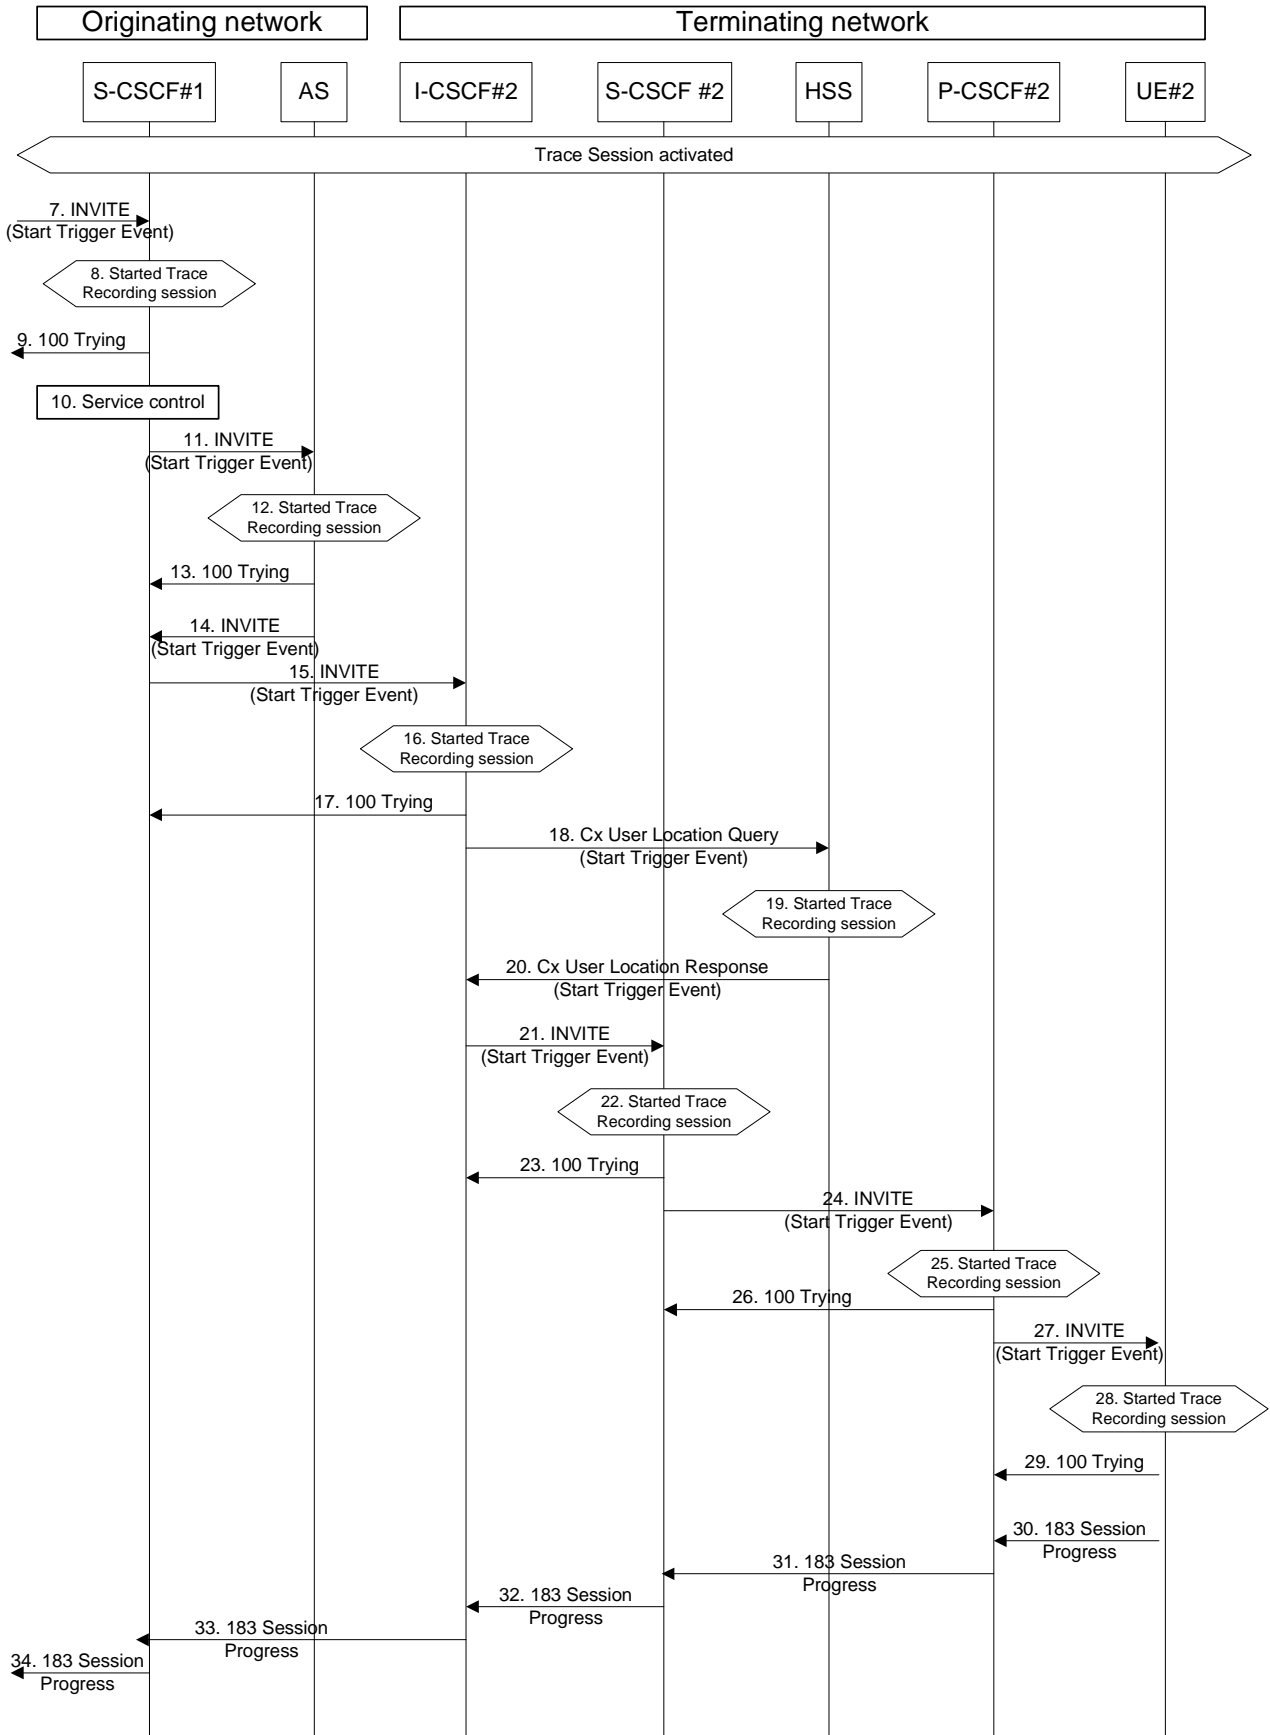 Originating network
Terminating network
S-CSCF#1
AS
I-CSCF#2
S-CSCF #2
HSS
P-CSCF#2
UE#2
Trace Session activated
7. INVITE
(Start Trigger Event)
8. Started Trace
Recording session
9. 100 Trying
10. Service control
11. INVITE
(Start Trigger Event)
12. Started Trace
Recording session
13. 100 Trying
14. INVITE
(Start Trigger Event)
15. INVITE
(Start Trigger Event)
16. Started Trace
Recording session
17. 100 Trying
18. Cx User Location Query
(Start Trigger Event)
19. Started Trace
Recording session
20. Cx User Location Response
(Start Trigger Event)
21. INVITE
(Start Trigger Event)
22. Started Trace
Recording session
23. 100 Trying
24. INVITE
(Start Trigger Event)
25. Started Trace
Recording session
26. 100 Trying
27. INVITE
(Start Trigger Event)
28. Started Trace
Recording session
29. 100 Trying
30. 183 Session
Progress
31. 183 Session
Progress
32. 183 Session
Progress
33. 183 Session
Progress
34. 183 Session
Progress